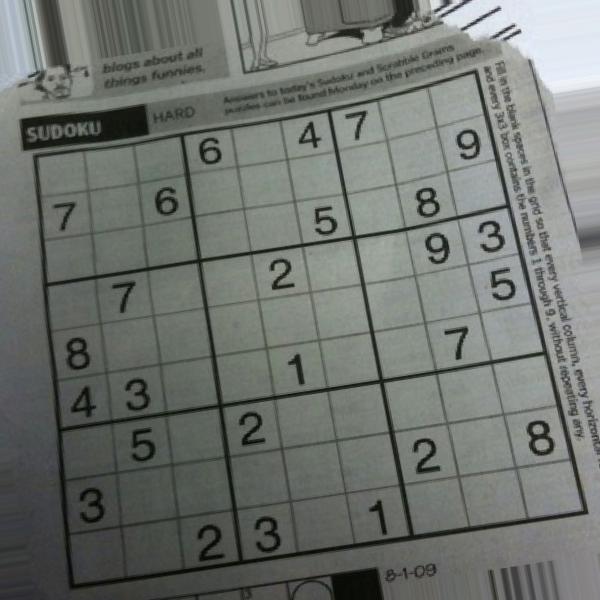 blogs about all
things funnies.
SUDOKU HARD
Answers to today's Sudoku and Scrabble Grams
puzzles can be found Monday on the preceding page.
Fill in the blank spaces in the grid so that every vertical column, every horizontal
and every 3x3 box contains the numbers 1 through 9, without repeating any.
6 4 7
7 6 9
5 8
7 2 9 3
8 5
4 3 1 7
5 2
3 2 8
2 3 1
8-1-09